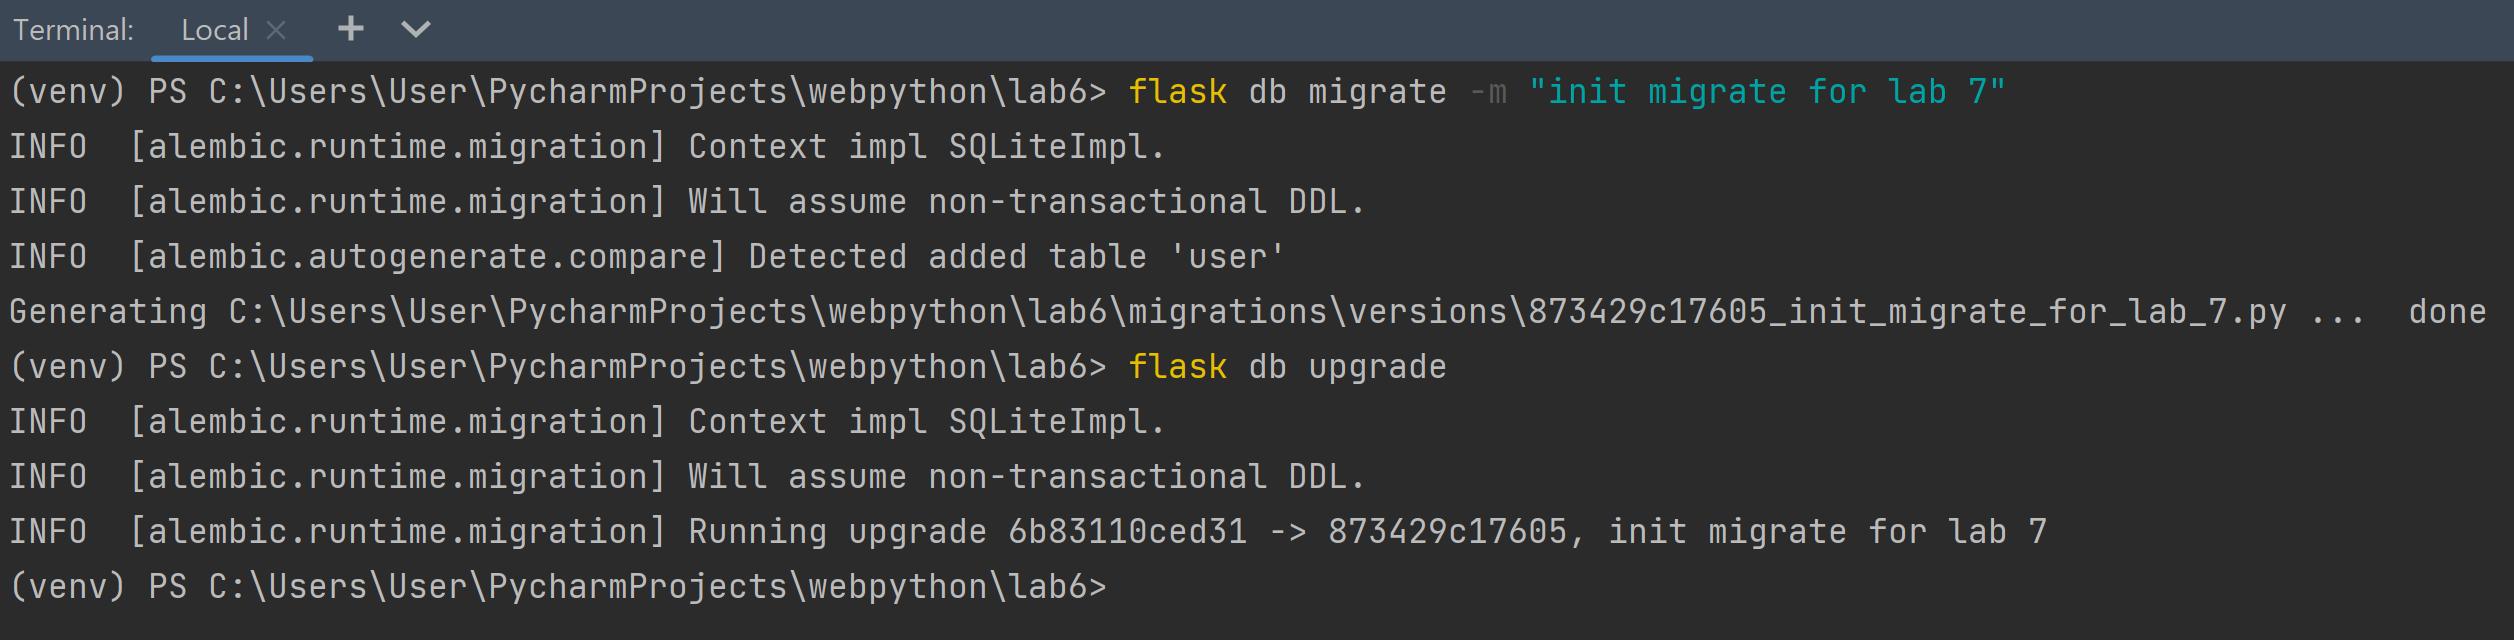 Terminal: Local × + ⌄
(venv) PS C:\Users\User\PycharmProjects\webpython\lab6> flask db migrate -m "init migrate for lab 7"
INFO  [alembic.runtime.migration] Context impl SQLiteImpl.
INFO  [alembic.runtime.migration] Will assume non-transactional DDL.
INFO  [alembic.autogenerate.compare] Detected added table 'user'
Generating C:\Users\User\PycharmProjects\webpython\lab6\migrations\versions\873429c17605_init_migrate_for_lab_7.py ...  done
(venv) PS C:\Users\User\PycharmProjects\webpython\lab6> flask db upgrade
INFO  [alembic.runtime.migration] Context impl SQLiteImpl.
INFO  [alembic.runtime.migration] Will assume non-transactional DDL.
INFO  [alembic.runtime.migration] Running upgrade 6b83110ced31 -> 873429c17605, init migrate for lab 7
(venv) PS C:\Users\User\PycharmProjects\webpython\lab6>